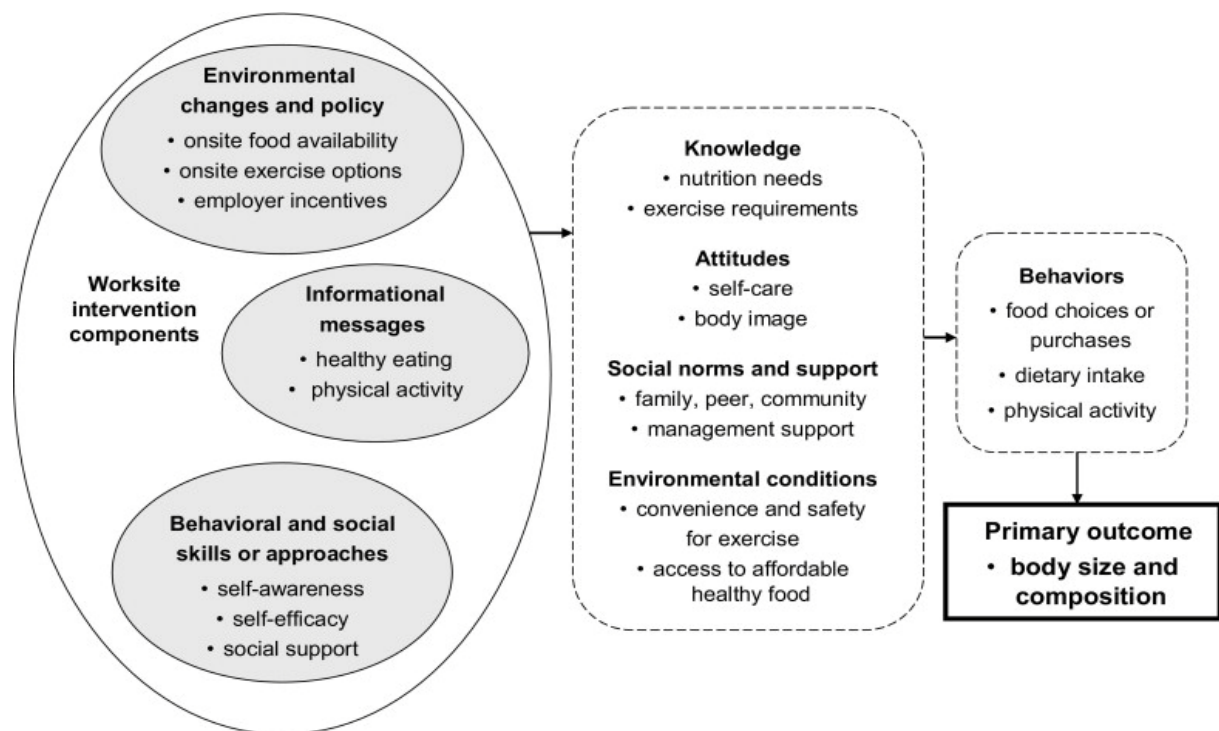 Environmental
changes and policy
• onsite food availability
• onsite exercise options
• employer incentives
Worksite
intervention
components
Informational
messages
• healthy eating
• physical activity
Behavioral and social
skills or approaches
• self-awareness
• self-efficacy
• social support
Knowledge
• nutrition needs
• exercise requirements
Attitudes
• self-care
• body image
Social norms and support
• family, peer, community
• management support
Environmental conditions
• convenience and safety
for exercise
• access to affordable
healthy food
Behaviors
• food choices or
purchases
• dietary intake
• physical activity
Primary outcome
• body size and
composition